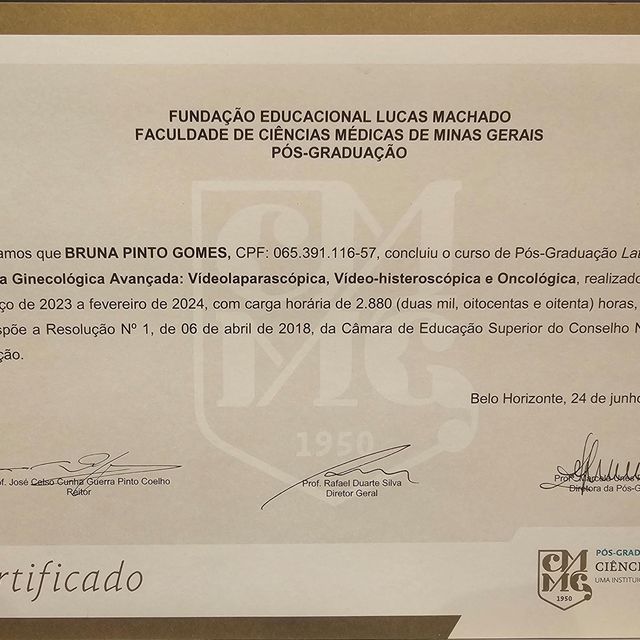 FUNDAÇÃO EDUCACIONAL LUCAS MACHADO
FACULDADE DE CIÊNCIAS MÉDICAS DE MINAS GERAIS
PÓS-GRADUAÇÃO
amos que BRUNA PINTO GOMES, CPF: 065.391.116-57, concluiu o curso de Pós-Graduação Lat
a Ginecológica Avançada: Vídeolaparascópica, Vídeo-histeroscópica e Oncológica, realizado
ço de 2023 a fevereiro de 2024, com carga horária de 2.880 (duas mil, oitocentas e oitenta) horas,
spõe a Resolução Nº 1, de 06 de abril de 2018, da Câmara de Educação Superior do Conselho N
ção.
Belo Horizonte, 24 de junho
1950
of. José Celso Cunha Guerra Pinto Coelho
Reitor
Prof. Rafael Duarte Silva
Diretor Geral
Marcela
Diretora da Pós-G
rtificado
CMMG
1950
PÓS-GRAD
CIÊNCI
UMA INSTITUIÇ